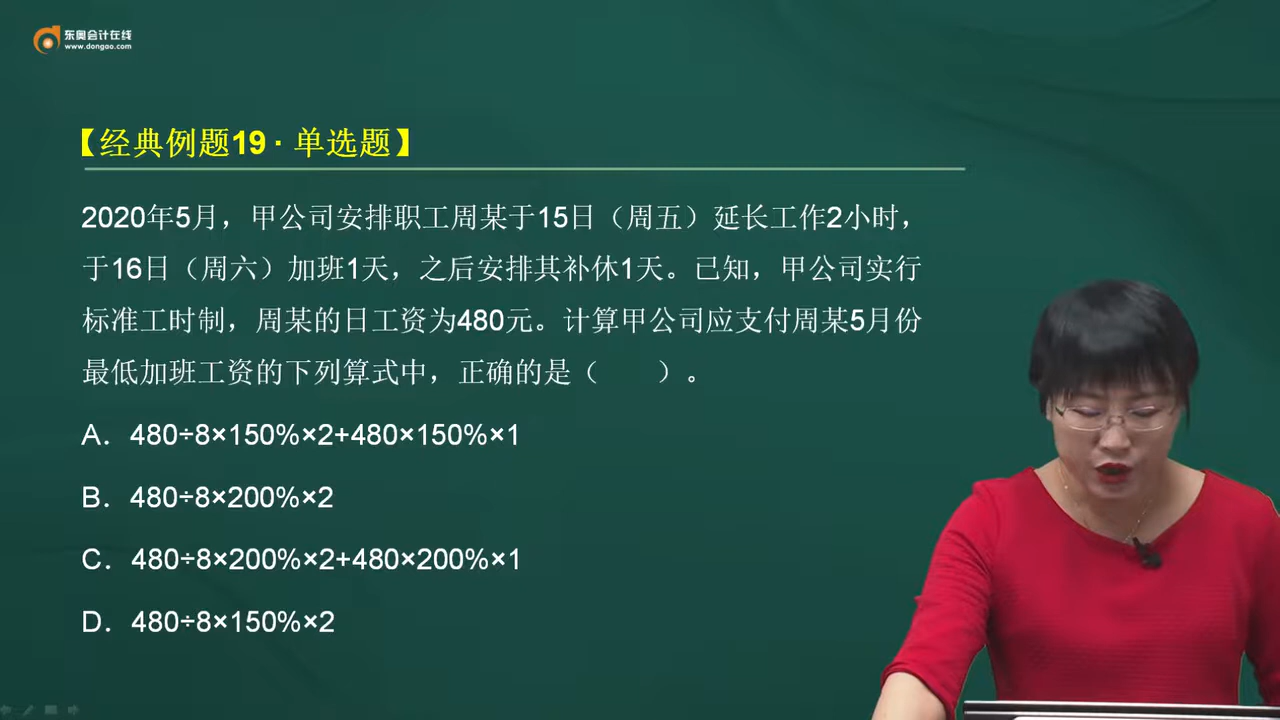 东奥会计在线
www.dongao.com
【经典例题19·单选题】
2020年5月，甲公司安排职工周某于15日（周五）延长工作2小时，
于16日（周六）加班1天，之后安排其补休1天。已知，甲公司实行
标准工时制，周某的日工资为480元。计算甲公司应支付周某5月份
最低加班工资的下列算式中，正确的是（　　）。
A．480÷8×150%×2+480×150%×1
B．480÷8×200%×2
C．480÷8×200%×2+480×200%×1
D．480÷8×150%×2